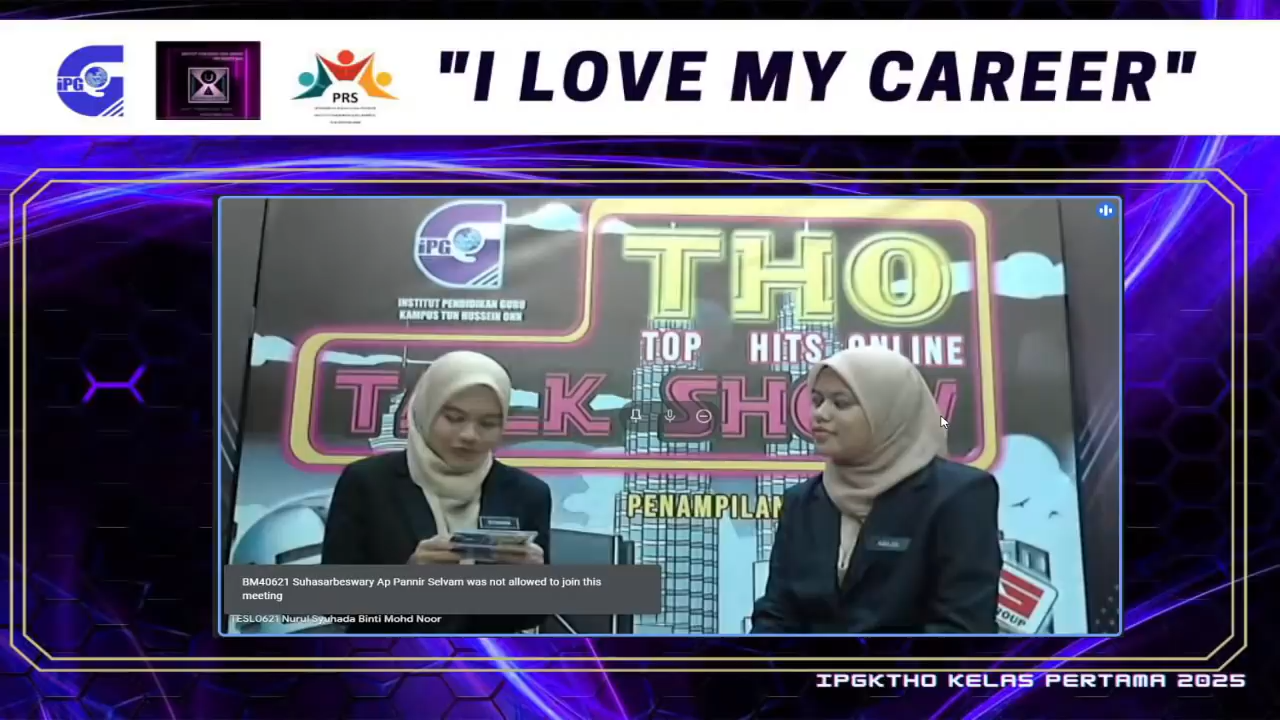 "I LOVE MY CAREER"
iPG
PRS
iPG
INSTITUT PENDIDIKAN GURU
KAMPUS TUN HUSSEIN ONN
THO
TOP HITS ONLINE
TALK SHOW
PENAMPILAN
BM40621 Suhasarbeswary Ap Pannir Selvam was not allowed to join this
meeting
TESLO621 Nurul Syuhada Binti Mohd Noor
IPGKTHO KELAS PERTAMA 2025